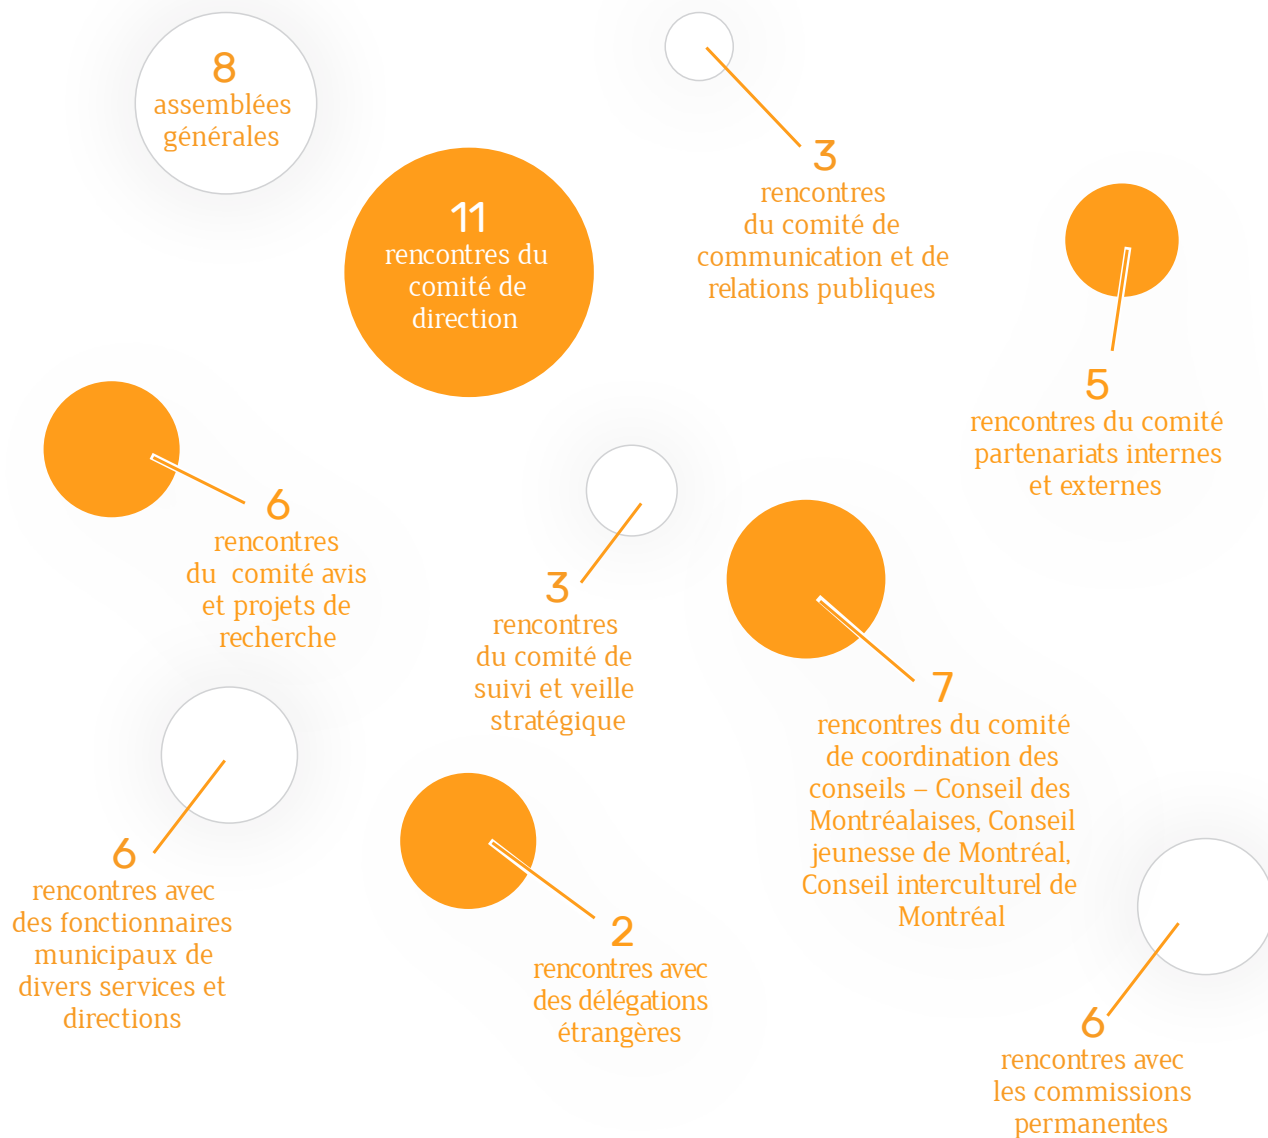 8
assemblées
générales
11
rencontres du
comité de
direction
3
rencontres
du comité de
communication et de
relations publiques
5
rencontres du comité
partenariats internes
et externes
6
rencontres
du comité avis
et projets de
recherche
3
rencontres
du comité de
suivi et veille
stratégique
7
rencontres du comité
de coordination des
conseils – Conseil des
Montréalaises, Conseil
jeunesse de Montréal,
Conseil interculturel de
Montréal
6
rencontres avec
des fonctionnaires
municipaux de
divers services et
directions
2
rencontres avec
des délégations
étrangères
6
rencontres avec
les commissions
permanentes